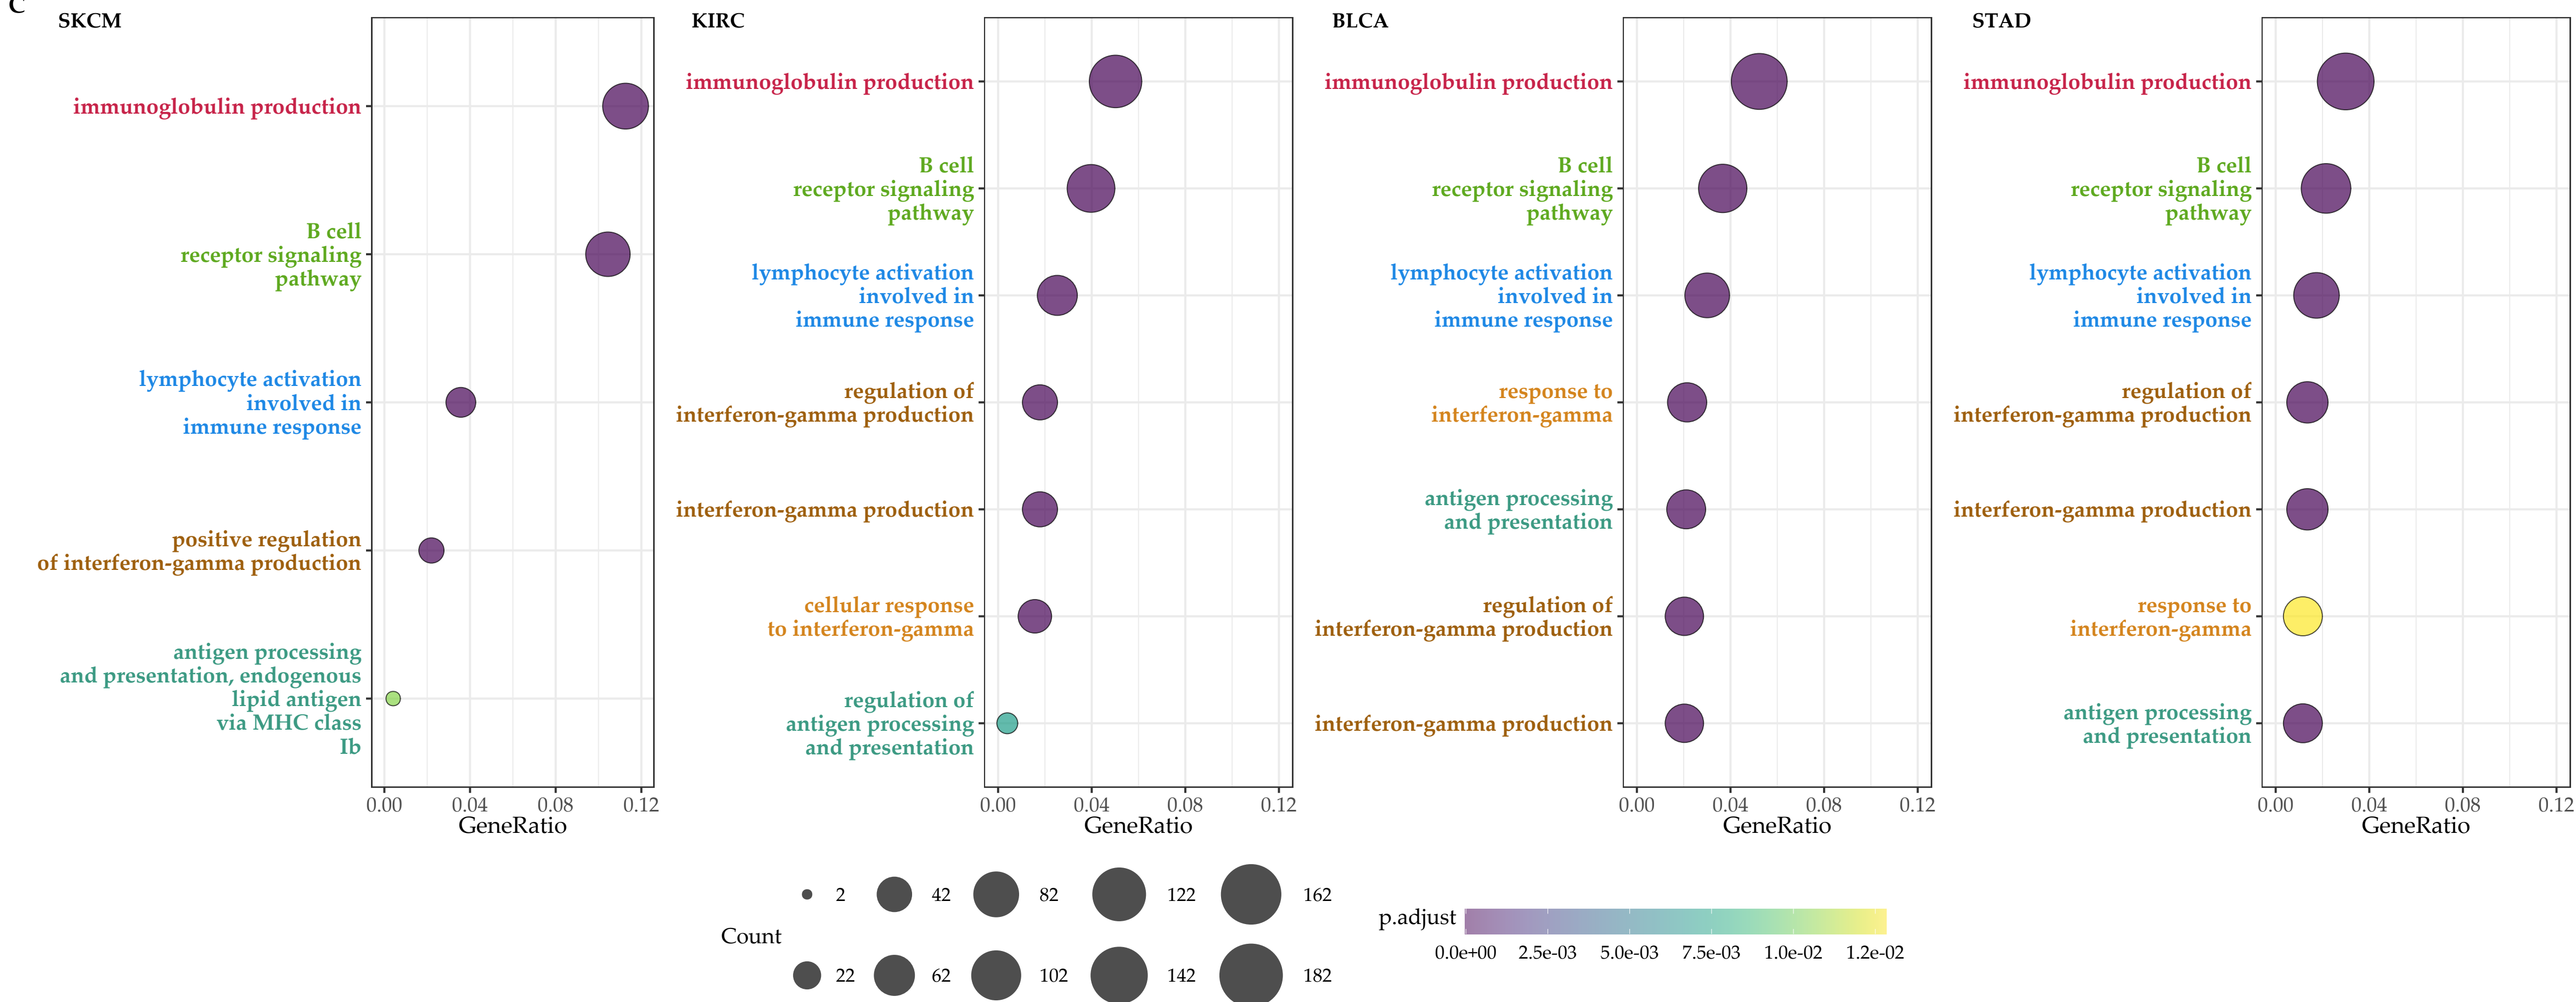 C
SKCM
immunoglobulin production
B cell
receptor signaling
pathway
lymphocyte activation
involved in
immune response
positive regulation
of interferon-gamma production
antigen processing
and presentation, endogenous
lipid antigen
via MHC class
Ib
0.00 0.04 0.08 0.12
GeneRatio
KIRC
immunoglobulin production
B cell
receptor signaling
pathway
lymphocyte activation
involved in
immune response
regulation of
interferon-gamma production
interferon-gamma production
cellular response
to interferon-gamma
regulation of
antigen processing
and presentation
0.00 0.04 0.08 0.12
GeneRatio
BLCA
immunoglobulin production
B cell
receptor signaling
pathway
lymphocyte activation
involved in
immune response
response to
interferon-gamma
antigen processing
and presentation
regulation of
interferon-gamma production
interferon-gamma production
0.00 0.04 0.08 0.12
GeneRatio
STAD
immunoglobulin production
B cell
receptor signaling
pathway
lymphocyte activation
involved in
immune response
regulation of
interferon-gamma production
interferon-gamma production
response to
interferon-gamma
antigen processing
and presentation
0.00 0.04 0.08 0.12
GeneRatio
Count
2 42 82 122 162
22 62 102 142 182
p.adjust
0.0e+00 2.5e-03 5.0e-03 7.5e-03 1.0e-02 1.2e-02